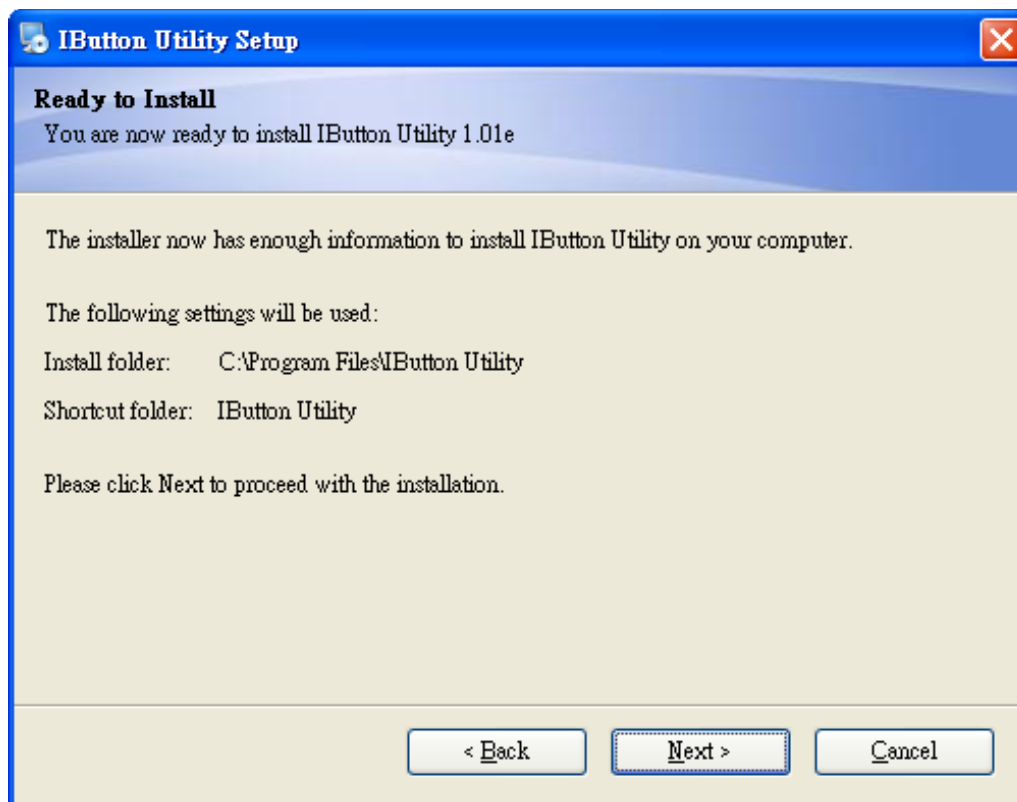 IButton Utility Setup
Ready to Install
You are now ready to install IButton Utility 1.01e
The installer now has enough information to install IButton Utility on your computer.
The following settings will be used:
Install folder: C:\Program Files\IButton Utility
Shortcut folder: IButton Utility
Please click Next to proceed with the installation.
< Back Next > Cancel